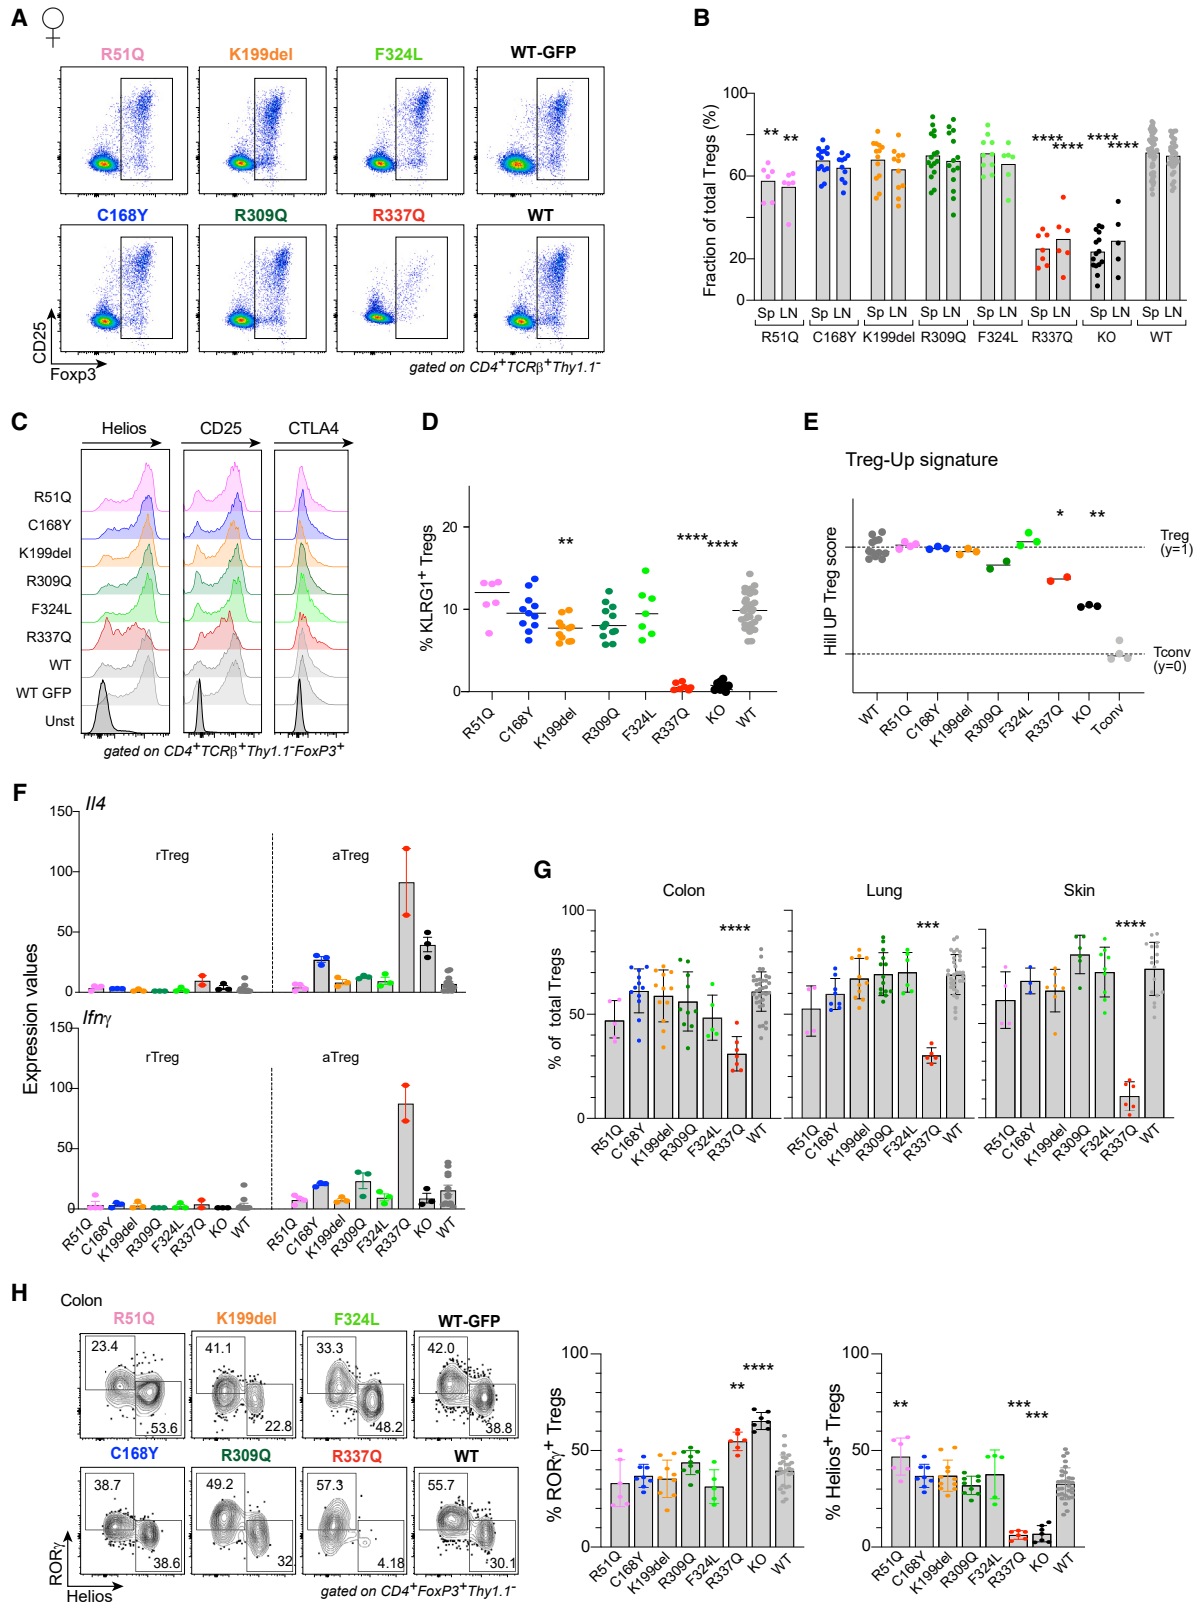 A
♀
R51Q K199del F324L WT-GFP
C168Y R309Q R337Q WT
CD25
Foxp3
gated on CD4+TCRβ+Thy1.1-
B
Fraction of total Tregs (%)
100
60
20
0
** ** **** **** **** ****
Sp LN Sp LN Sp LN Sp LN Sp LN Sp LN Sp LN Sp LN
R51Q C168Y K199del R309Q F324L R337Q KO WT
C
Helios CD25 CTLA4
R51Q
C168Y
K199del
R309Q
F324L
R337Q
WT
WT GFP
Unst
gated on CD4+TCRβ+Thy1.1-FoxP3+
D
% KLRG1+ Tregs
20
10
0
** **** ****
R51Q C168Y K199del R309Q F324L R337Q KO WT
E
Treg-Up signature
Hill UP Treg score
* **
Treg
(y=1)
Tconv
(y=0)
WT R51Q C168Y K199del R309Q F324L R337Q KO Tconv
F
Expression values
Il4
150
100
50
0
rTreg aTreg
Ifnγ
150
100
50
0
rTreg aTreg
R51Q C168Y K199del R309Q F324L R337Q KO WT R51Q C168Y K199del R309Q F324L R337Q KO WT
G
Colon Lung Skin
% of total Tregs
100
50
0
**** *** ****
R51Q C168Y K199del R309Q F324L R337Q WT R51Q C168Y K199del R309Q F324L R337Q WT R51Q C168Y K199del R309Q F324L R337Q WT
H
Colon
R51Q K199del F324L WT-GFP
23.4 41.1 33.3 42.0
53.6 22.8 48.2 38.8
C168Y R309Q R337Q WT
38.7 49.2 57.3 55.7
38.6 32 4.18 30.1
RORγ
Helios
gated on CD4+FoxP3+Thy1.1-
% RORγ+ Tregs
100
50
0
** ****
R51Q C168Y K199del R309Q F324L R337Q KO WT
% Helios+ Tregs
100
50
0
** *** ***
R51Q C168Y K199del R309Q F324L R337Q KO WT